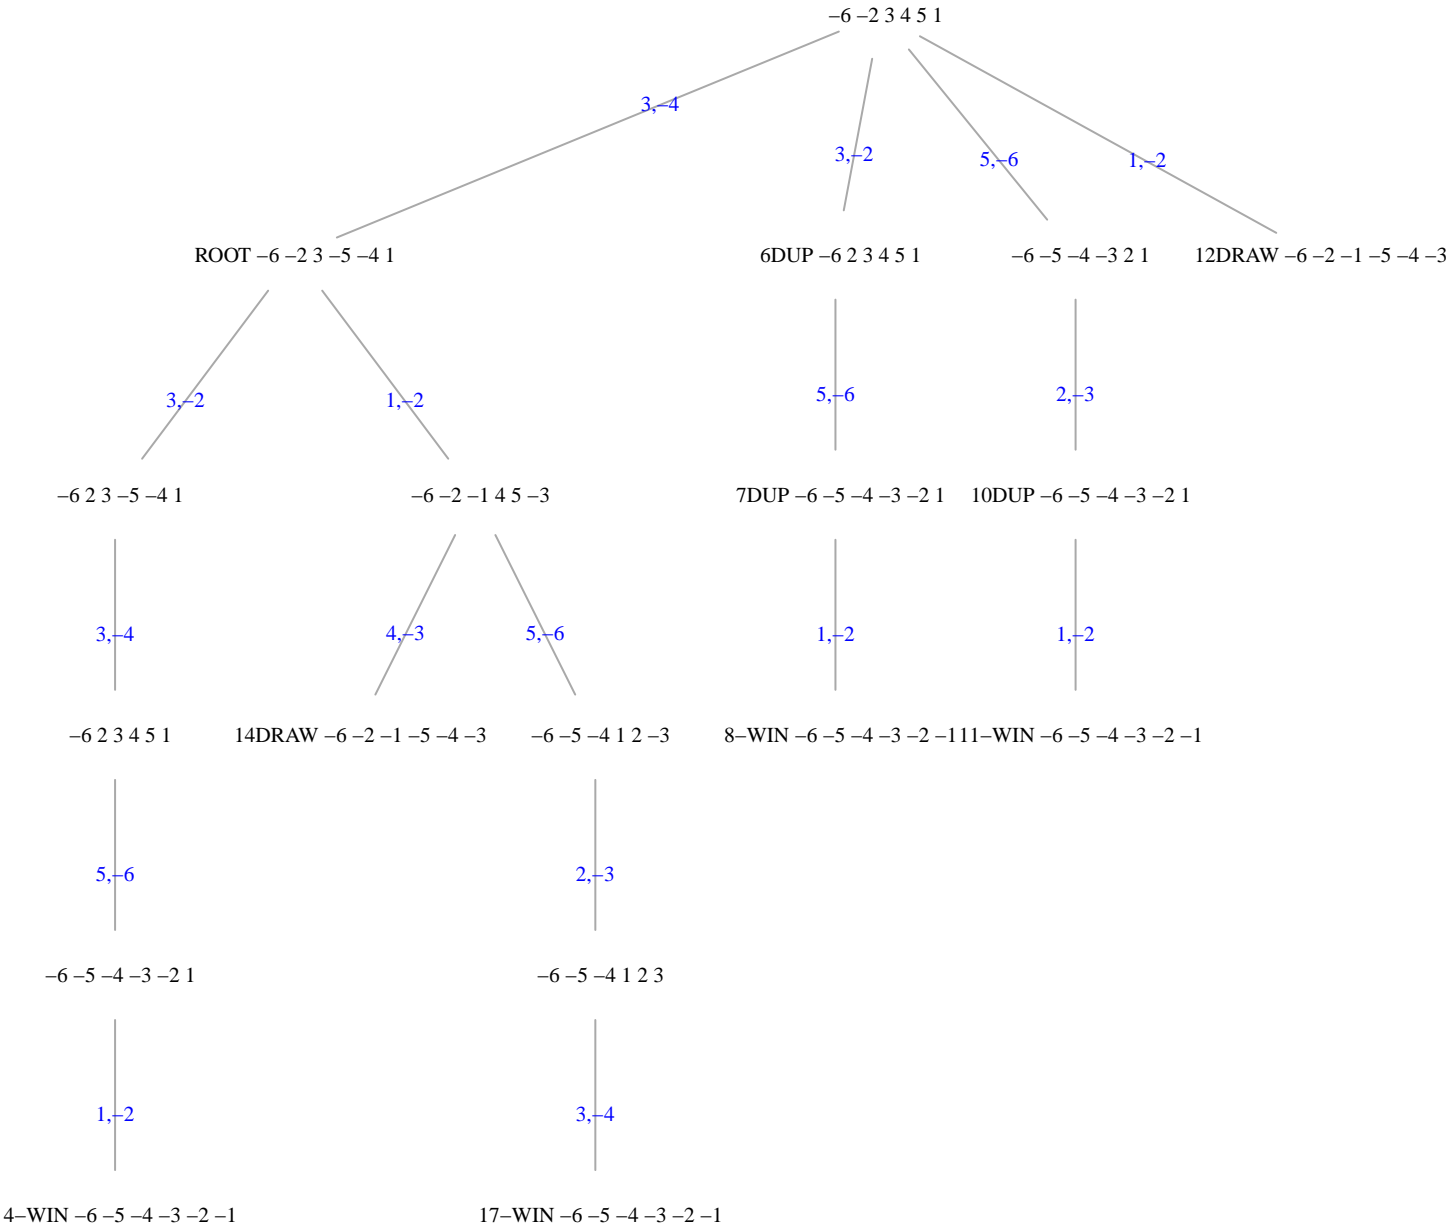 −6 −2 3 4 5 1
3,−4
3,−2
5,−6
1,−2
ROOT −6 −2 3 −5 −4 1
6DUP −6 2 3 4 5 1
−6 −5 −4 −3 2 1
12DRAW −6 −2 −1 −5 −4 −3
3,−2
1,−2
5,−6
2,−3
−6 2 3 −5 −4 1
−6 −2 −1 4 5 −3
7DUP −6 −5 −4 −3 −2 1
10DUP −6 −5 −4 −3 −2 1
3,−4
4,−3
5,−6
1,−2
1,−2
−6 2 3 4 5 1
14DRAW −6 −2 −1 −5 −4 −3
−6 −5 −4 1 2 −3
8−WIN −6 −5 −4 −3 −2 −1
11−WIN −6 −5 −4 −3 −2 −1
5,−6
2,−3
−6 −5 −4 −3 −2 1
−6 −5 −4 1 2 3
1,−2
3,−4
4−WIN −6 −5 −4 −3 −2 −1
17−WIN −6 −5 −4 −3 −2 −1